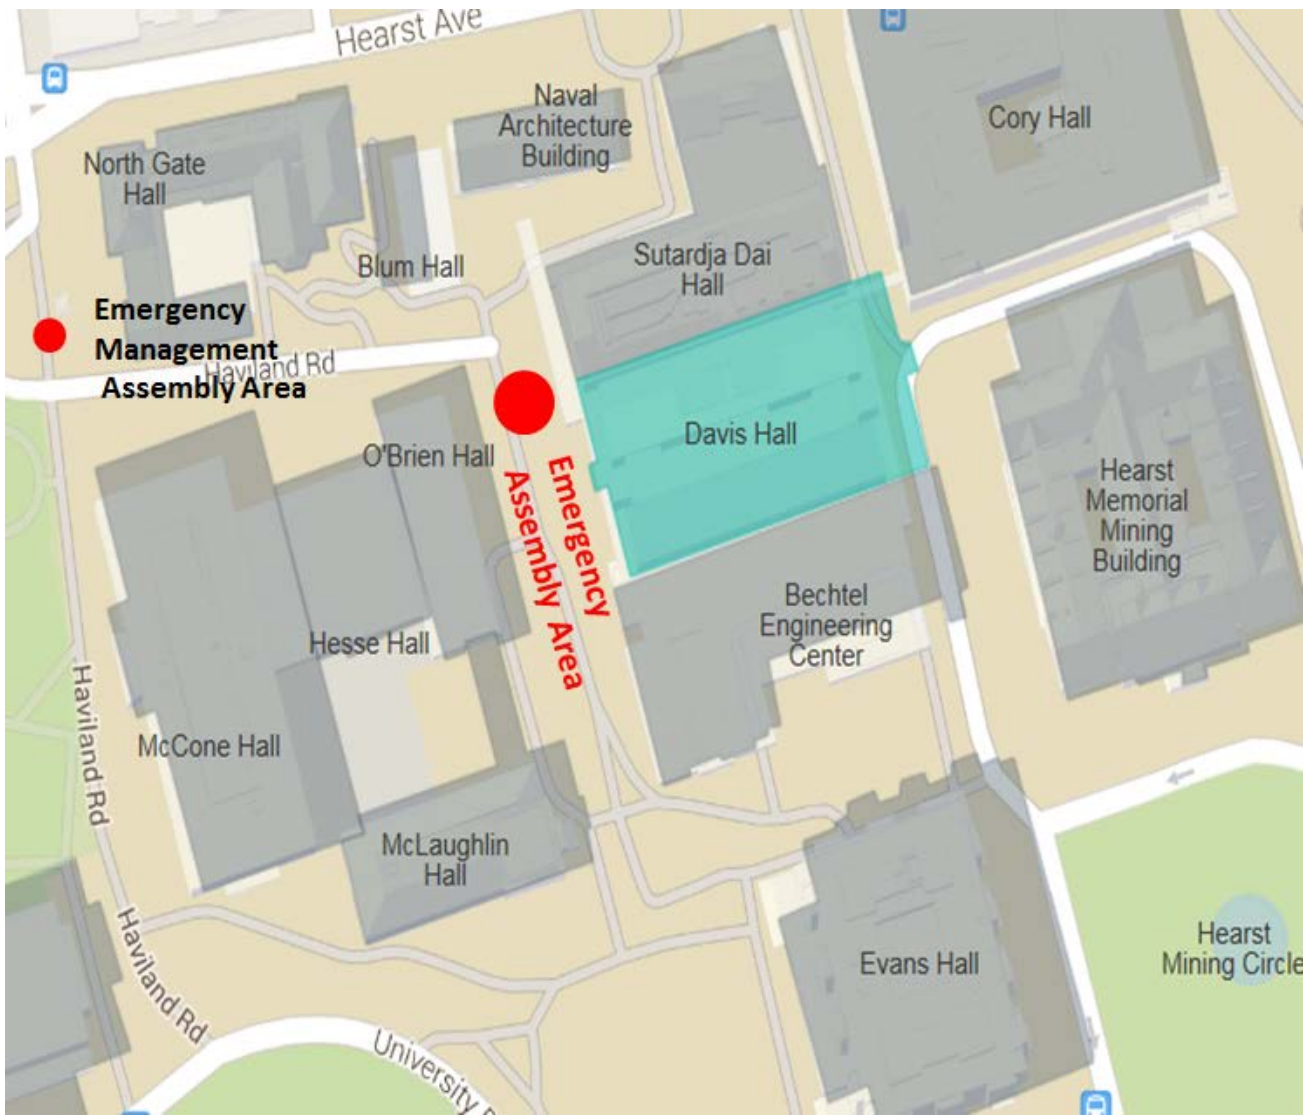 Hearst Ave
Naval
Architecture
Building
Cory Hall
North Gate
Hall
Blum Hall
Sutardja Dai
Hall
Emergency
Management
Assembly Area
Haviland Rd
O'Brien Hall
Davis Hall
Emergency
Assembly Area
Hearst
Memorial
Mining
Building
Bechtel
Engineering
Center
Hesse Hall
Haviland Rd
McCone Hall
McLaughlin
Hall
Haviland Rd
Evans Hall
Hearst
Mining Circle
University